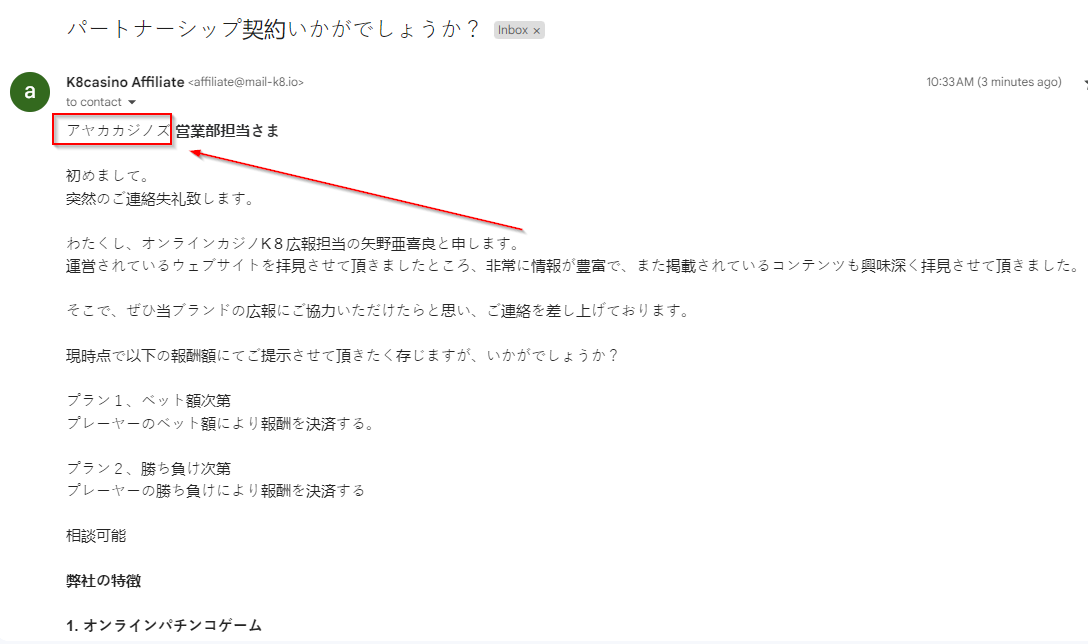 パートナーシップ契約いかがでしょうか？ Inbox ×
a
K8casino Affiliate <affiliate@mail-k8.io>
10:33 AM (3 minutes ago)
to contact
アヤカカジノズ 営業部担当さま
初めまして。
突然のご連絡失礼致します。
わたくし、オンラインカジノK８広報担当の矢野亜喜良と申します。
運営されているウェブサイトを拝見させて頂きましたところ、非常に情報が豊富で、また掲載されているコンテンツも興味深く拝見させて頂きました。
そこで、ぜひ当ブランドの広報にご協力いただけたらと思い、ご連絡を差し上げております。
現時点で以下の報酬額にてご提示させて頂きたく存じますが、いかがでしょうか？
プラン１、ベット額次第
プレーヤーのベット額により報酬を決済する。
プラン２、勝ち負け次第
プレーヤーの勝ち負けにより報酬を決済する
相談可能
弊社の特徴
1. オンラインパチンコゲーム